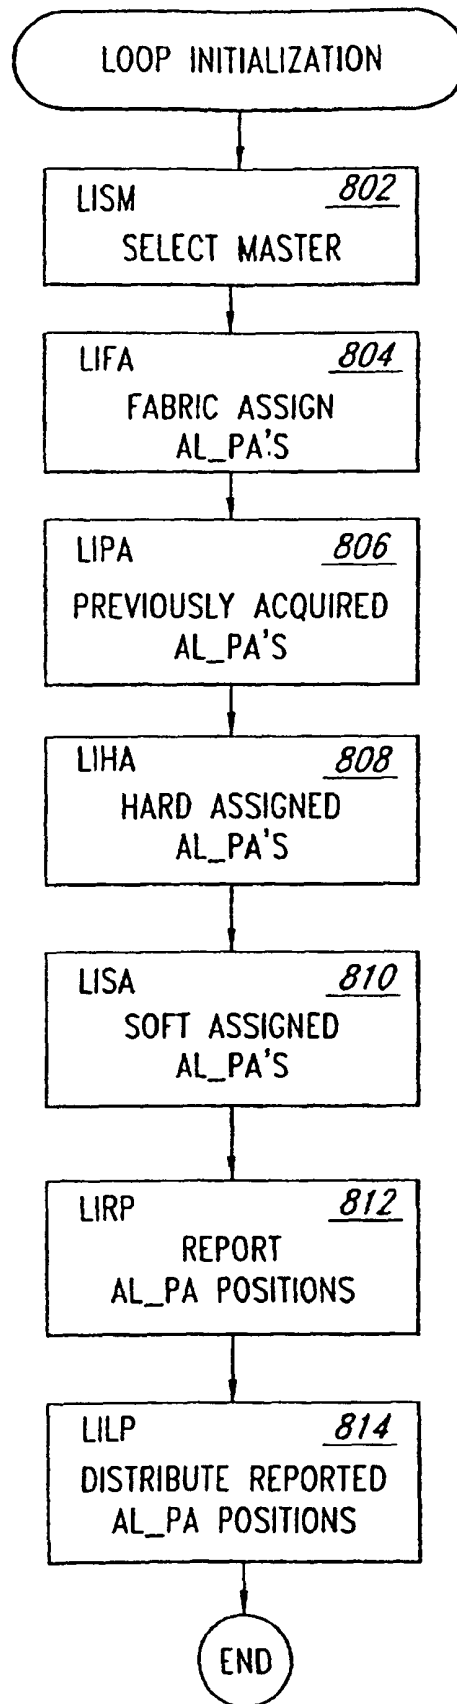 LOOP INITIALIZATION
LISM 802
SELECT MASTER
LIFA 804
FABRIC ASSIGN
AL_PA'S
LIPA 806
PREVIOUSLY ACQUIRED
AL_PA'S
LIHA 808
HARD ASSIGNED
AL_PA'S
LISA 810
SOFT ASSIGNED
AL_PA'S
LIRP 812
REPORT
AL_PA POSITIONS
LILP 814
DISTRIBUTE REPORTED
AL_PA POSITIONS
END